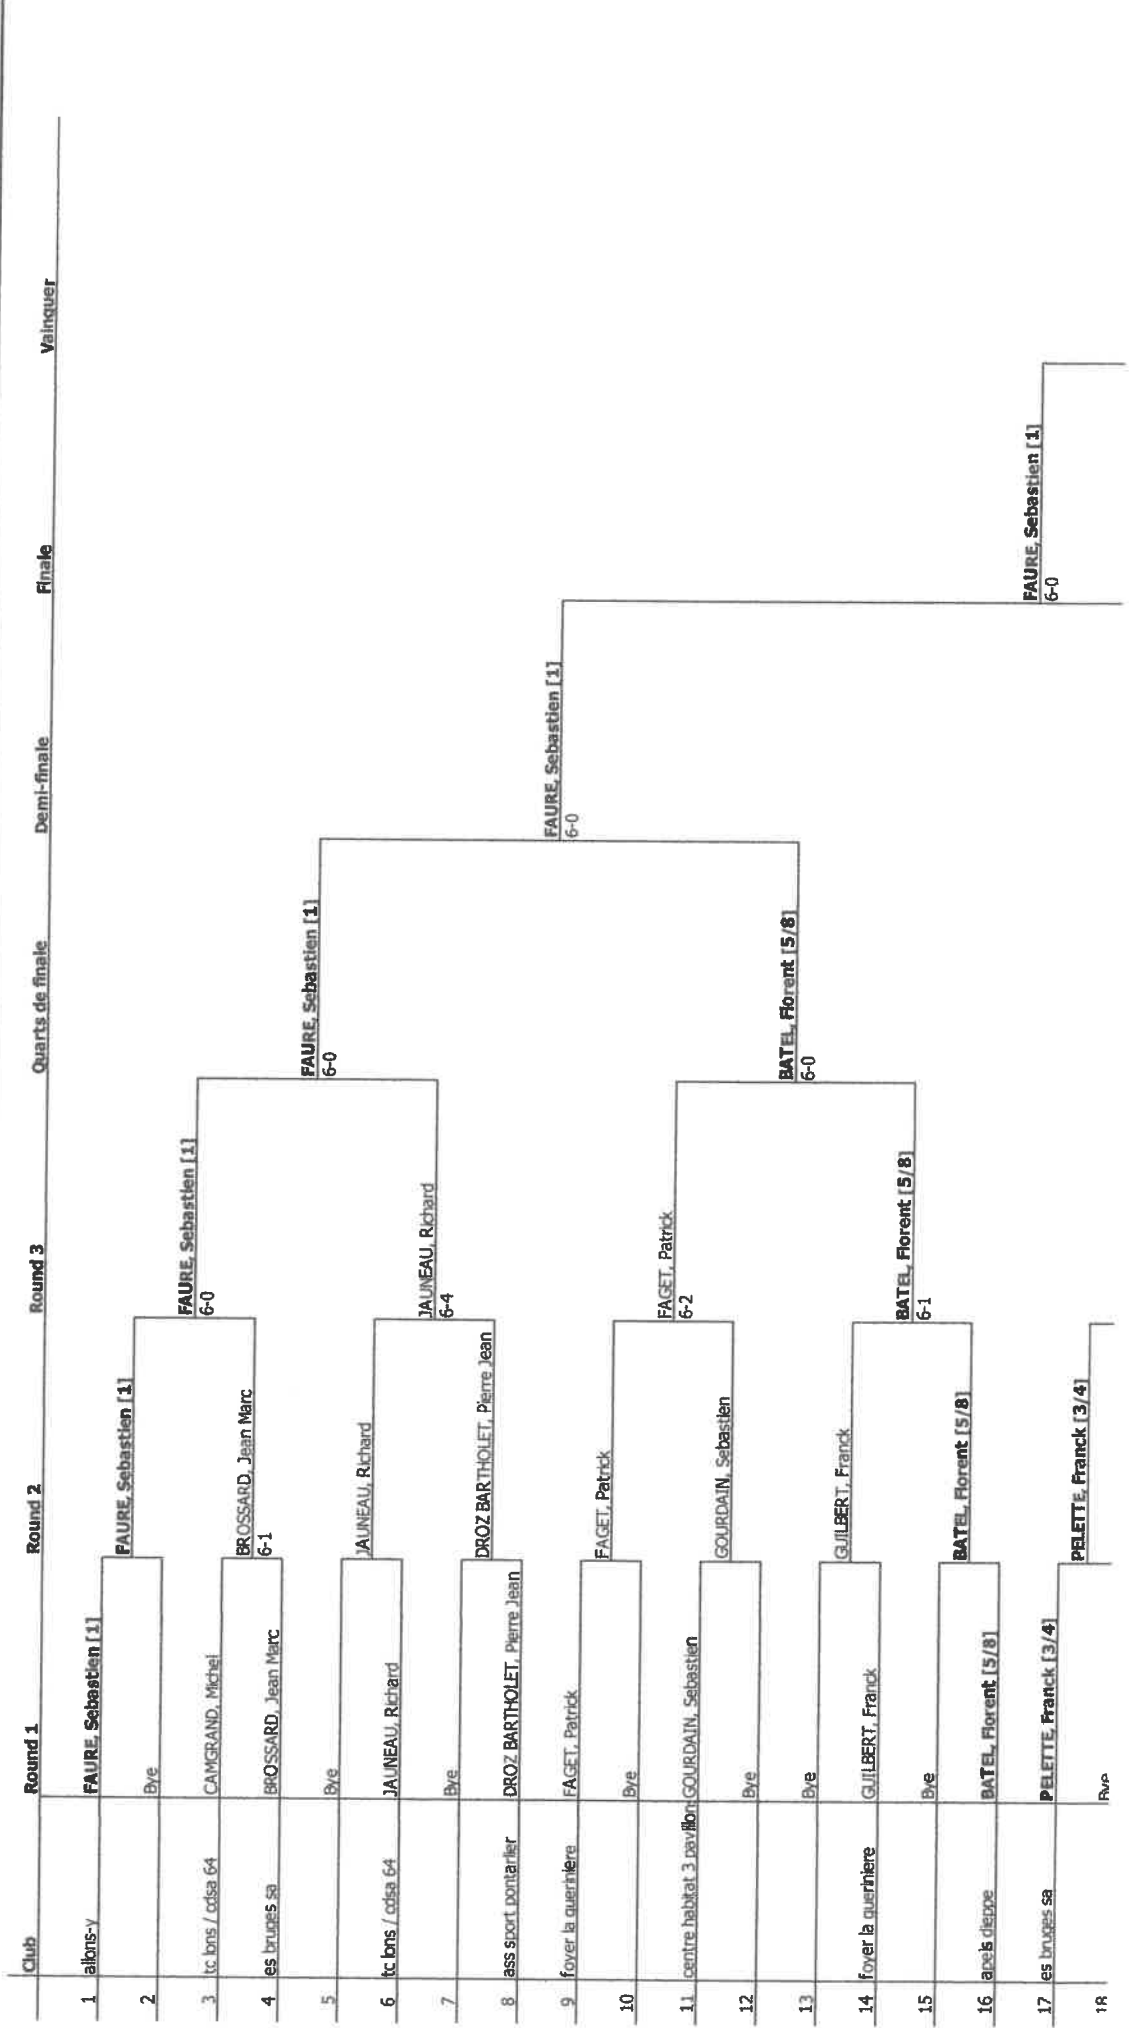 Club Round 1 Round 2 Round 3 Quarts de finale Demi-finale Finale Vainquer
1 allons-y FAURE, Sebastien [1]
FAURE, Sebastien [1]
2 Bye
FAURE, Sebastien [1]
6-0
3 tc lons / cdsa 64 CAMGRAND, Michel
BROSSARD, Jean Marc
6-1
4 es bruges sa BROSSARD, Jean Marc
FAURE, Sebastien [1]
6-0
5 Bye
JAUNEAU, Richard
6 tc lons / cdsa 64 JAUNEAU, Richard
JAUNEAU, Richard
6-4
7 Bye
DROZ BARTHOLET, Pierre Jean
8 ass sport pontarlier DROZ BARTHOLET, Pierre Jean
FAURE, Sebastien [1]
6-0
9 foyer la queriniere FAGET, Patrick
FAGET, Patrick
10 Bye
FAGET, Patrick
6-2
11 centre habitat 3 pavillon GOURDAIN, Sebastien
GOURDAIN, Sebastien
12 Bye
BATEL, Florent [5/8]
6-0
13 Bye
GUILBERT, Franck
14 foyer la queriniere GUILBERT, Franck
BATEL, Florent [5/8]
6-1
15 Bye
BATEL, Florent [5/8]
16 apeis dieppe BATEL, Florent [5/8]
FAURE, Sebastien [1]
6-0
17 es bruges sa PELETTE, Franck [3/4]
PELETTE, Franck [3/4]
18 Bye